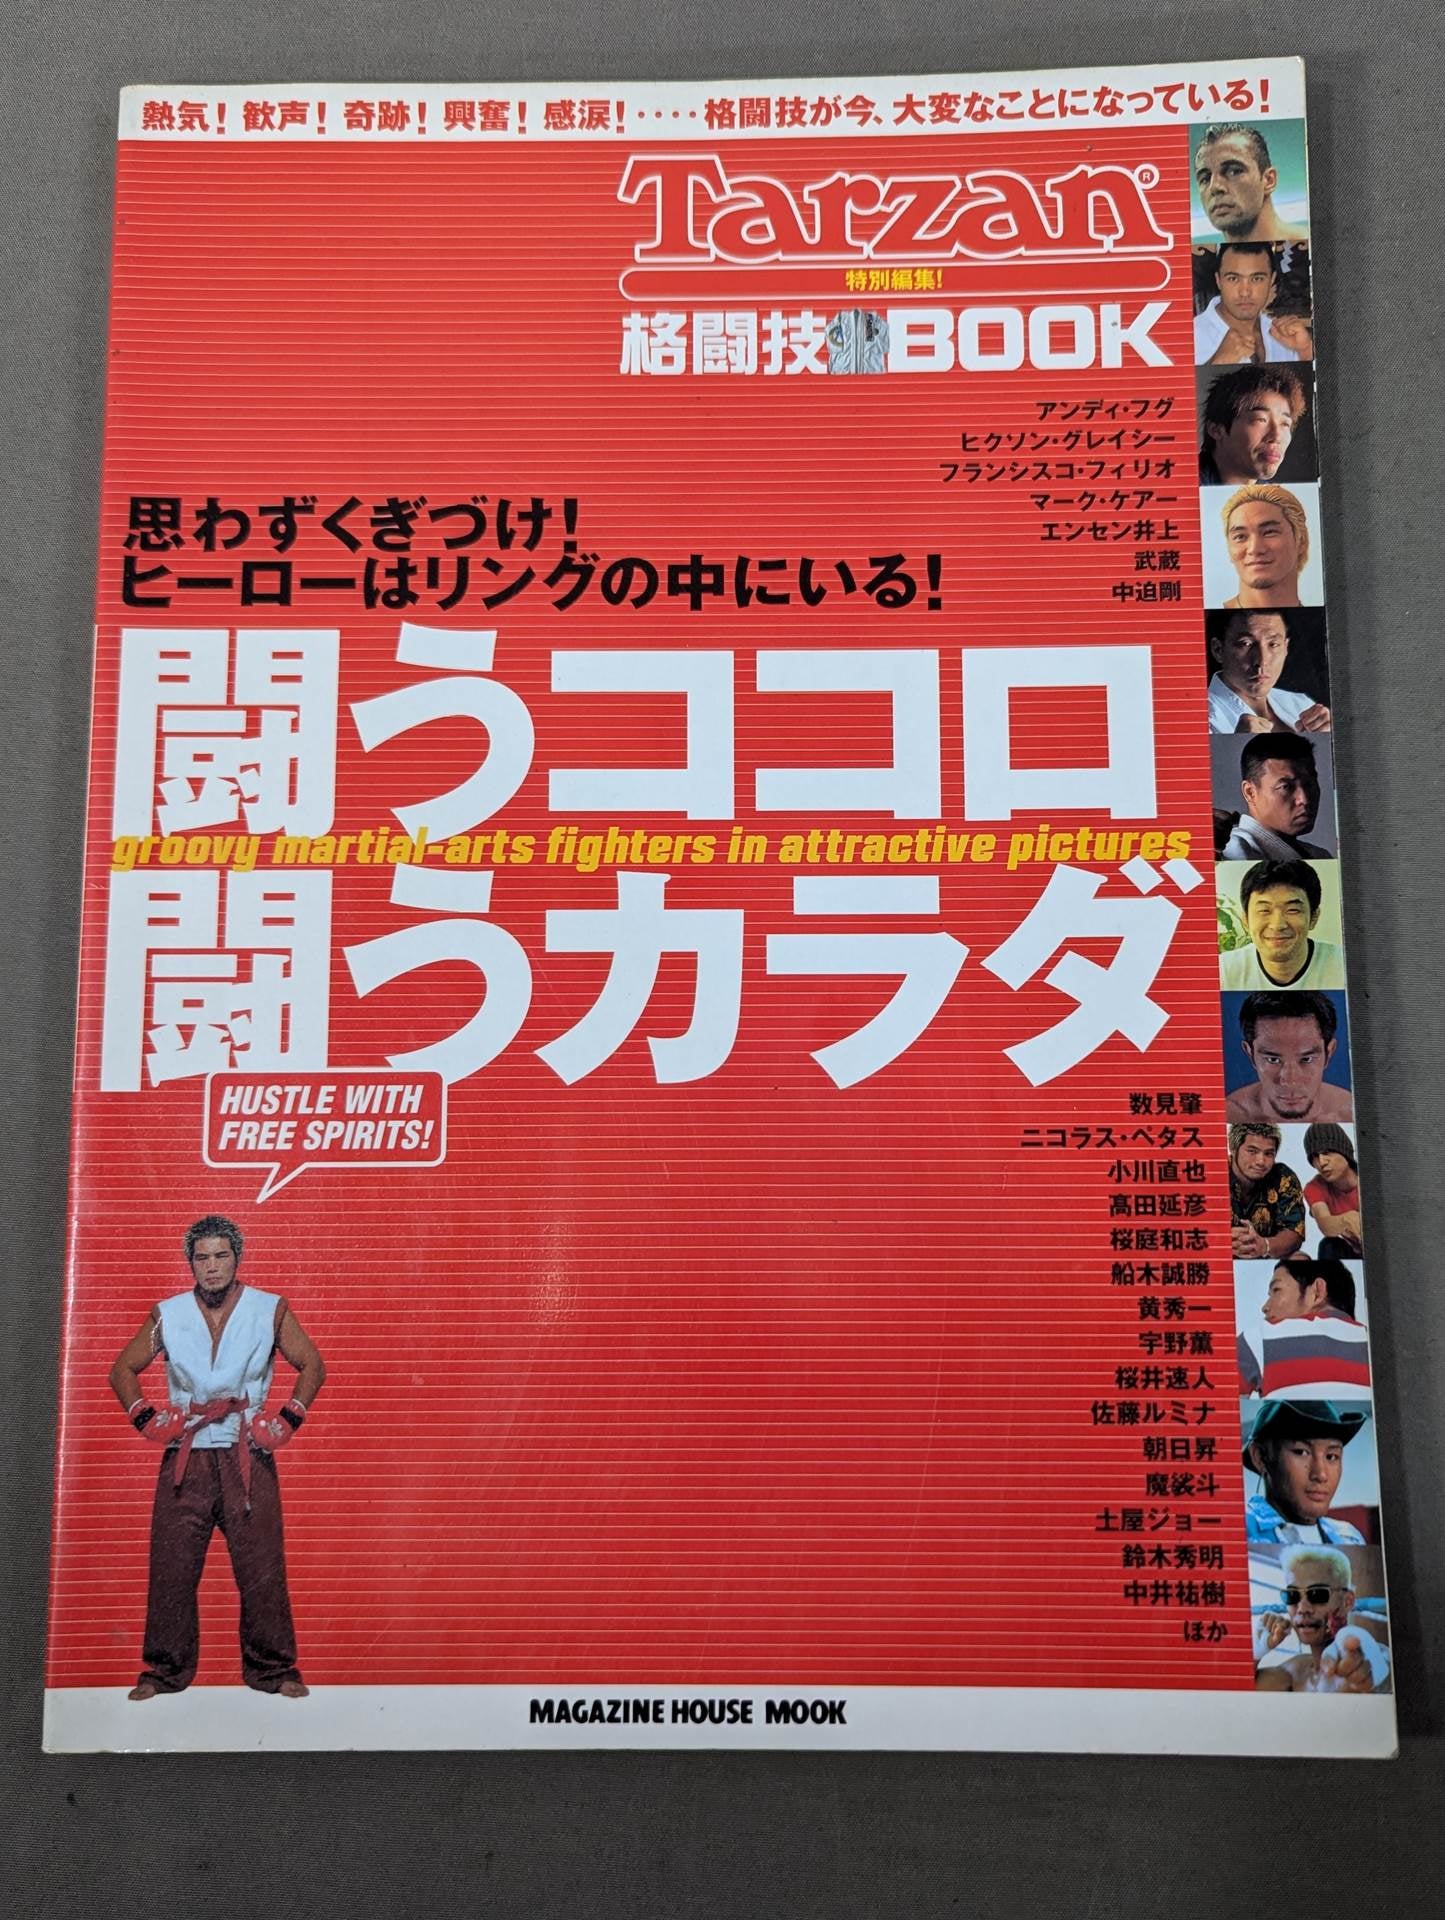 熱気！歓声！奇跡！興奮！感涙！‥‥格闘技が今、大変なことになっている！
Tarzan®
特別編集！
格闘技BOOK
アンディ・フグ
ヒクソン・グレイシー
フランシスコ・フィリオ
マーク・ケアー
エンセン井上
武蔵
中迫剛
思わずくぎづけ！
ヒーローはリングの中にいる！
闘うココロ
groovy martial-arts fighters in attractive pictures
闘うカラダ
HUSTLE WITH
FREE SPIRITS!
数見肇
ニコラス・ペタス
小川直也
髙田延彦
桜庭和志
船木誠勝
黄秀一
宇野薫
桜井速人
佐藤ルミナ
朝日昇
魔裟斗
土屋ジョー
鈴木秀明
中井祐樹
ほか
MAGAZINE HOUSE MOOK